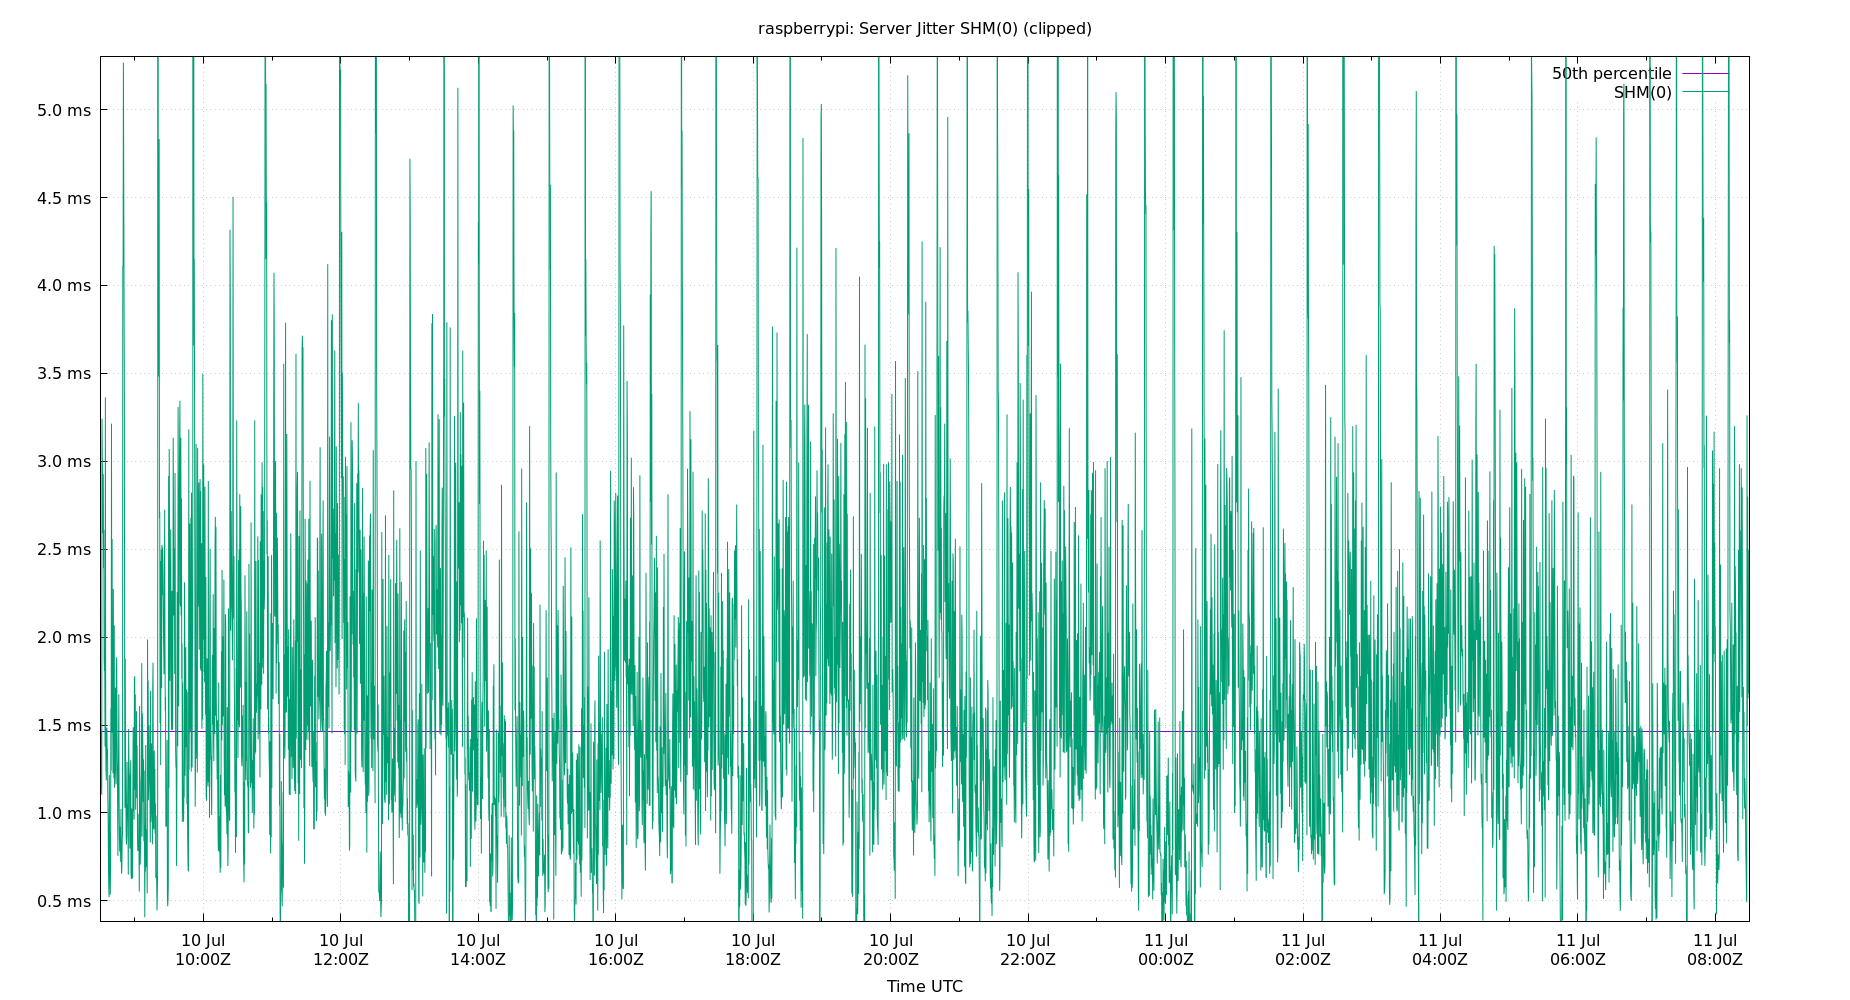 raspberrypi: Server Jitter SHM(0) (clipped)
50th percentile
SHM(0)
5.0 ms
4.5 ms
4.0 ms
3.5 ms
3.0 ms
2.5 ms
2.0 ms
1.5 ms
1.0 ms
0.5 ms
10 Jul 10 Jul 10 Jul 10 Jul 10 Jul 10 Jul 10 Jul 11 Jul 11 Jul 11 Jul 11 Jul 11 Jul
10:00Z 12:00Z 14:00Z 16:00Z 18:00Z 20:00Z 22:00Z 00:00Z 02:00Z 04:00Z 06:00Z 08:00Z
Time UTC